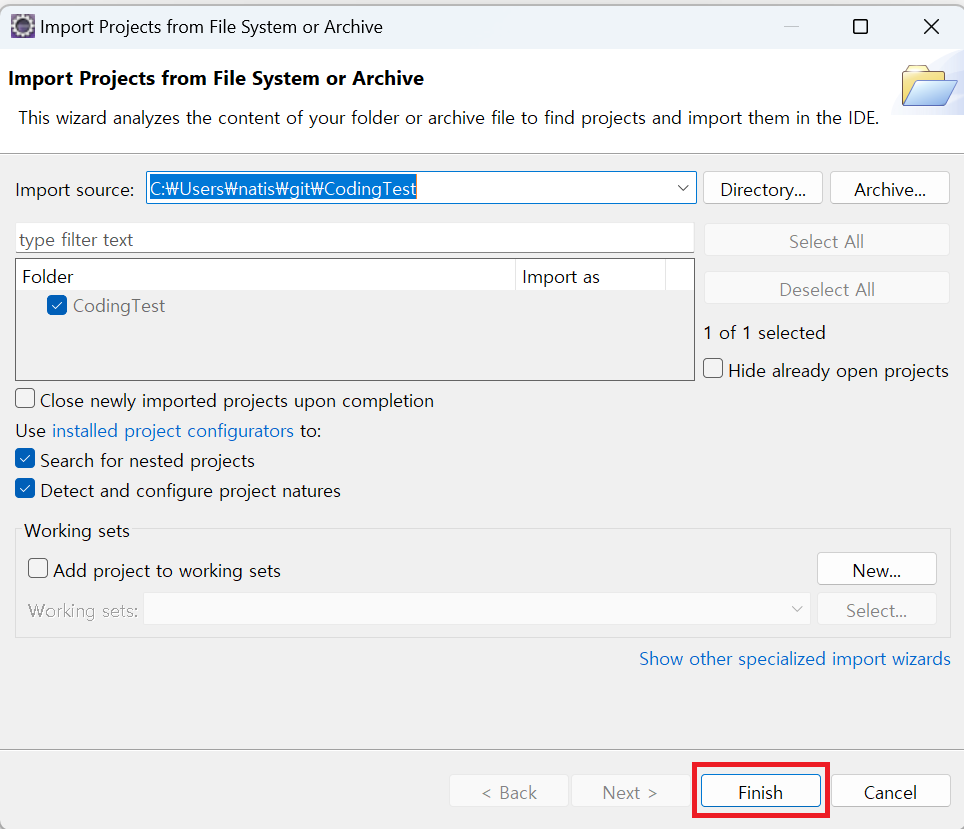 Import Projects from File System or Archive
Import Projects from File System or Archive
This wizard analyzes the content of your folder or archive file to find projects and import them in the IDE.
Import source: C:₩Users₩natis₩git₩CodingTest Directory... Archive...
type filter text Select All
Folder Import as Deselect All
CodingTest
1 of 1 selected
Hide already open projects
Close newly imported projects upon completion
Use installed project configurators to:
Search for nested projects
Detect and configure project natures
Working sets
Add project to working sets New...
Working sets: Select...
Show other specialized import wizards
< Back Next > Finish Cancel